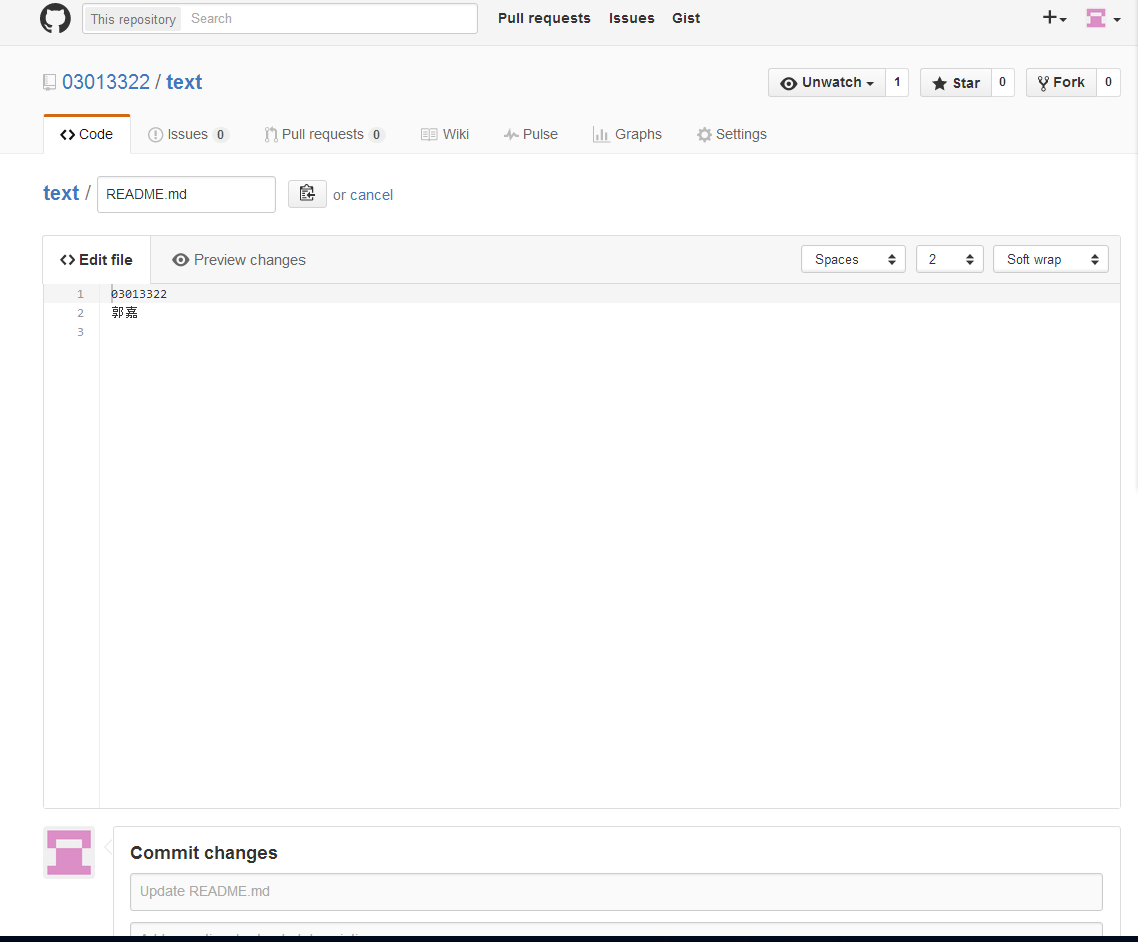 This repository Search Pull requests Issues Gist
03013322 / text Unwatch 1 Star 0 Fork 0
Code Issues 0 Pull requests 0 Wiki Pulse Graphs Settings
text / README.md or cancel
Edit file Preview changes Spaces 2 Soft wrap
1 03013322
2 郭嘉
3
Commit changes
Update README.md